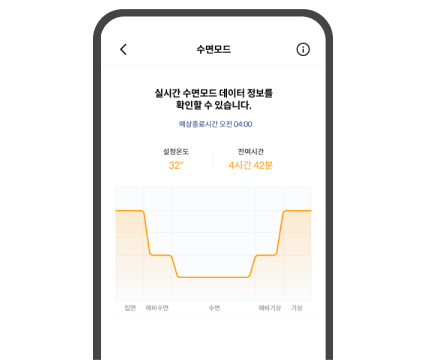 수면모드
실시간 수면모드 데이터 정보를
확인할 수 있습니다.
예상종료시간 오전 04:00
설정온도
잔여시간
32°
4시간 42분
입면 예비수면 수면 예비기상 기상